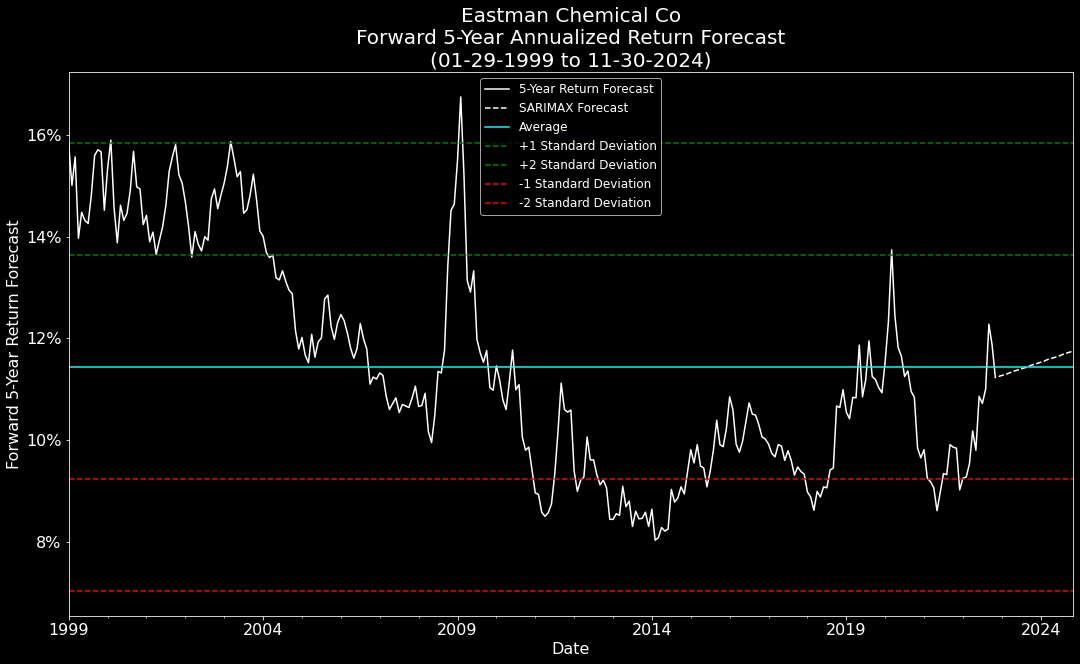 Eastman Chemical Co
Forward 5-Year Annualized Return Forecast
(01-29-1999 to 11-30-2024)
5-Year Return Forecast
SARIMAX Forecast
Average
+1 Standard Deviation
+2 Standard Deviation
-1 Standard Deviation
-2 Standard Deviation
Forward 5-Year Return Forecast
16%
14%
12%
10%
8%
1999 2004 2009 2014 2019 2024
Date